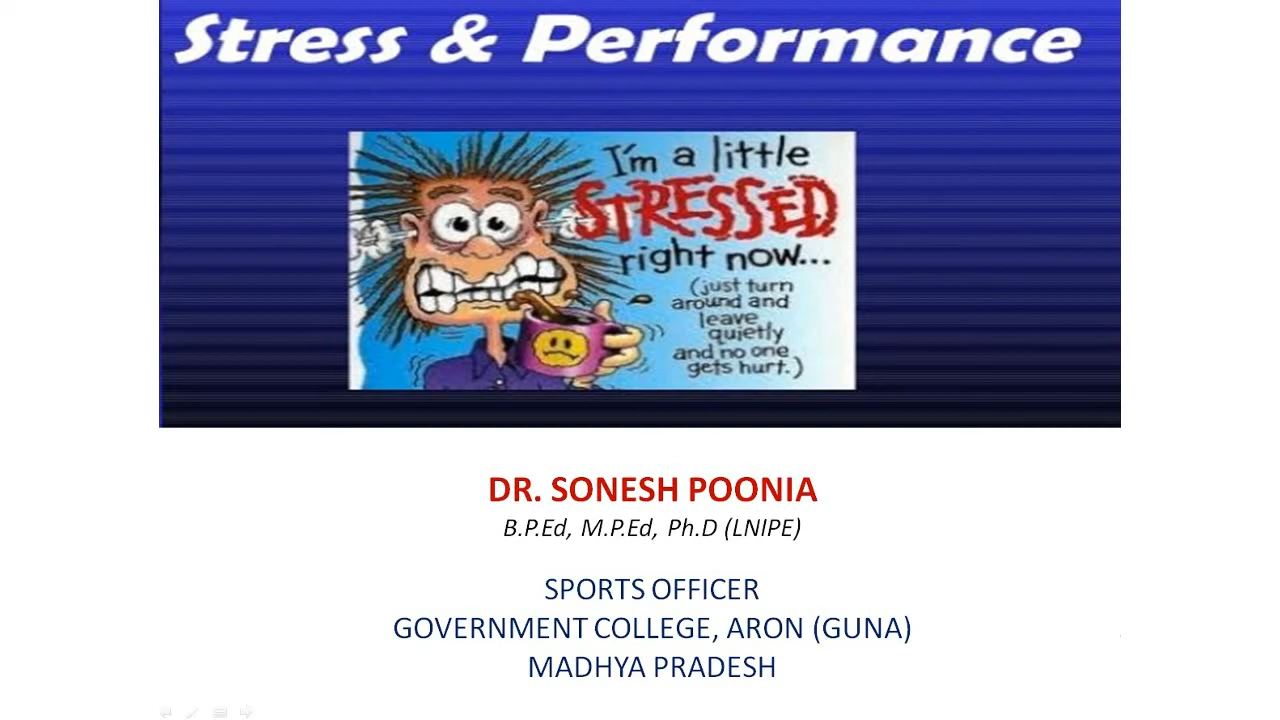 Stress & Performance
I'm a little
STRESSED
right now...
(just turn
around and
leave
quietly
and no one
gets hurt.)
DR. SONESH POONIA
B.P.Ed, M.P.Ed, Ph.D (LNIPE)
SPORTS OFFICER
GOVERNMENT COLLEGE, ARON (GUNA)
MADHYA PRADESH